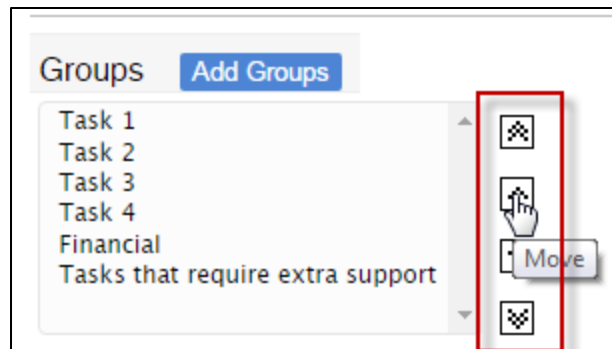 Groups Add Groups
Task 1
Task 2
Task 3
Task 4
Financial
Tasks that require extra support
Move